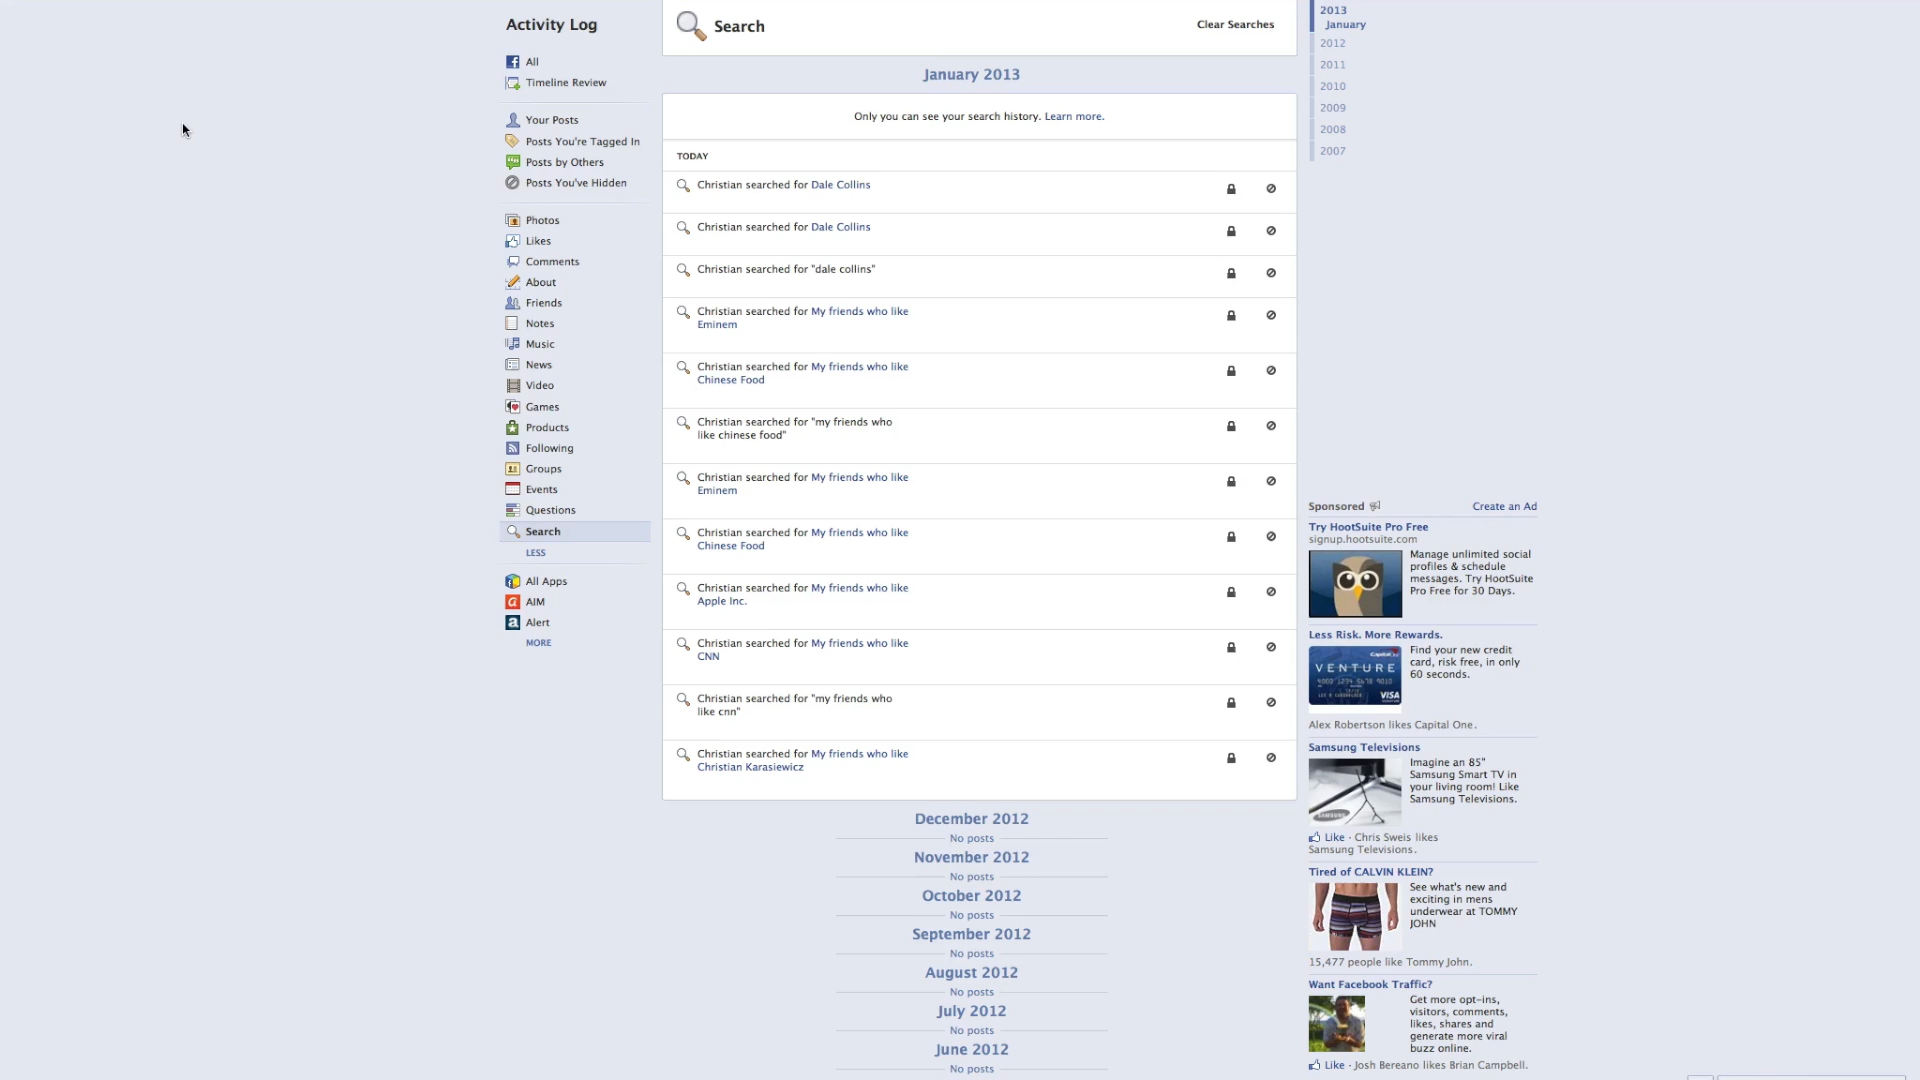 Activity Log
All
Timeline Review
Your Posts
Posts You're Tagged In
Posts by Others
Posts You've Hidden
Photos
Likes
Comments
About
Friends
Notes
Music
News
Video
Games
Products
Following
Groups
Events
Questions
Search
LESS
All Apps
AIM
Alert
MORE
Search
Clear Searches
January 2013
Only you can see your search history. Learn more.
TODAY
Christian searched for Dale Collins
Christian searched for Dale Collins
Christian searched for "dale collins"
Christian searched for My friends who like
Eminem
Christian searched for My friends who like
Chinese Food
Christian searched for "my friends who
like chinese food"
Christian searched for My friends who like
Eminem
Christian searched for My friends who like
Chinese Food
Christian searched for My friends who like
Apple Inc.
Christian searched for My friends who like
CNN
Christian searched for "my friends who
like cnn"
Christian searched for My friends who like
Christian Karasiewicz
December 2012
No posts
November 2012
No posts
October 2012
No posts
September 2012
No posts
August 2012
No posts
July 2012
No posts
June 2012
No posts
2013
January
2012
2011
2010
2009
2008
2007
Sponsored
Create an Ad
Try HootSuite Pro Free
signup.hootsuite.com
Manage unlimited social
profiles & schedule
messages. Try HootSuite
Pro Free for 30 Days.
Less Risk. More Rewards.
VENTURE
VISA
Find your new credit
card, risk free, in only
60 seconds.
Alex Robertson likes Capital One.
Samsung Televisions
SAMSUNG
Imagine an 85"
Samsung Smart TV in
your living room! Like
Samsung Televisions.
Like · Chris Sweis likes
Samsung Televisions.
Tired of CALVIN KLEIN?
See what's new and
exciting in mens
underwear at TOMMY
JOHN
15,477 people like Tommy John.
Want Facebook Traffic?
Get more opt-ins,
visitors, comments,
likes, shares and
generate more viral
buzz online.
Like · Josh Bereano likes Brian Campbell.